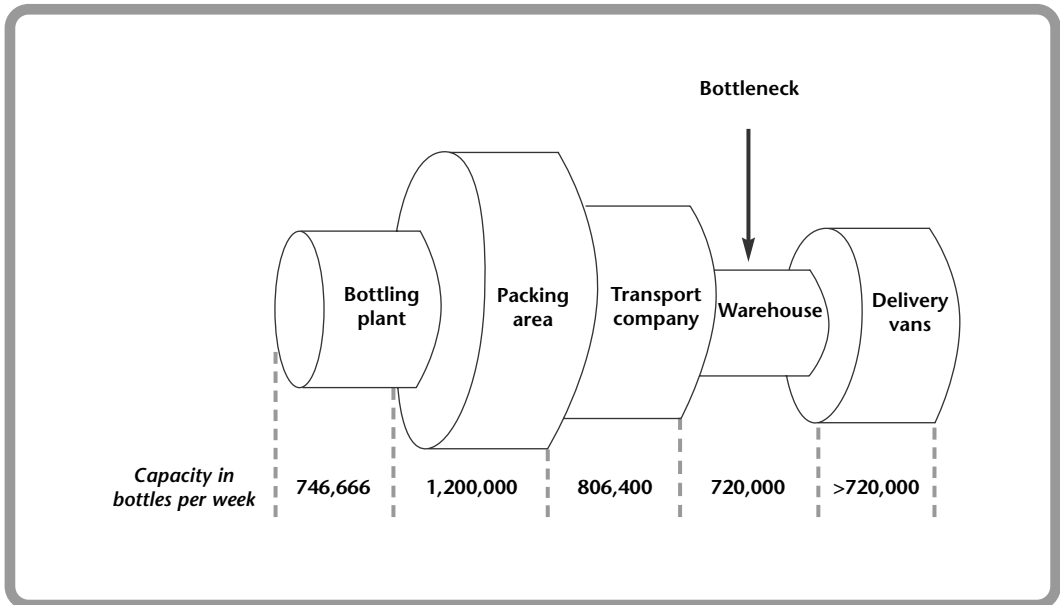 Bottleneck
Bottling
plant
Packing
area
Transport
company
Warehouse
Delivery
vans
Capacity in
bottles per week
746,666
1,200,000
806,400
720,000
>720,000